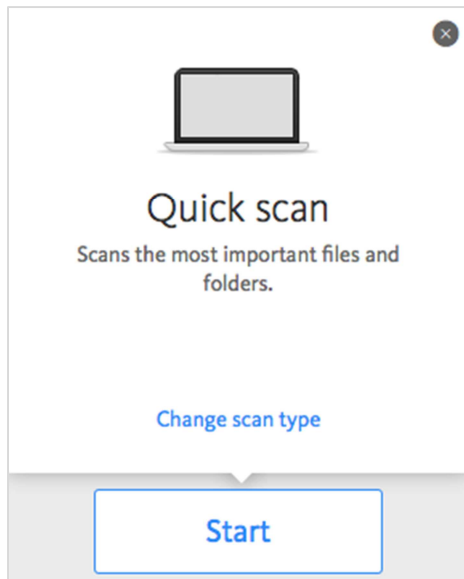 Quick scan
Scans the most important files and
folders.
Change scan type
Start